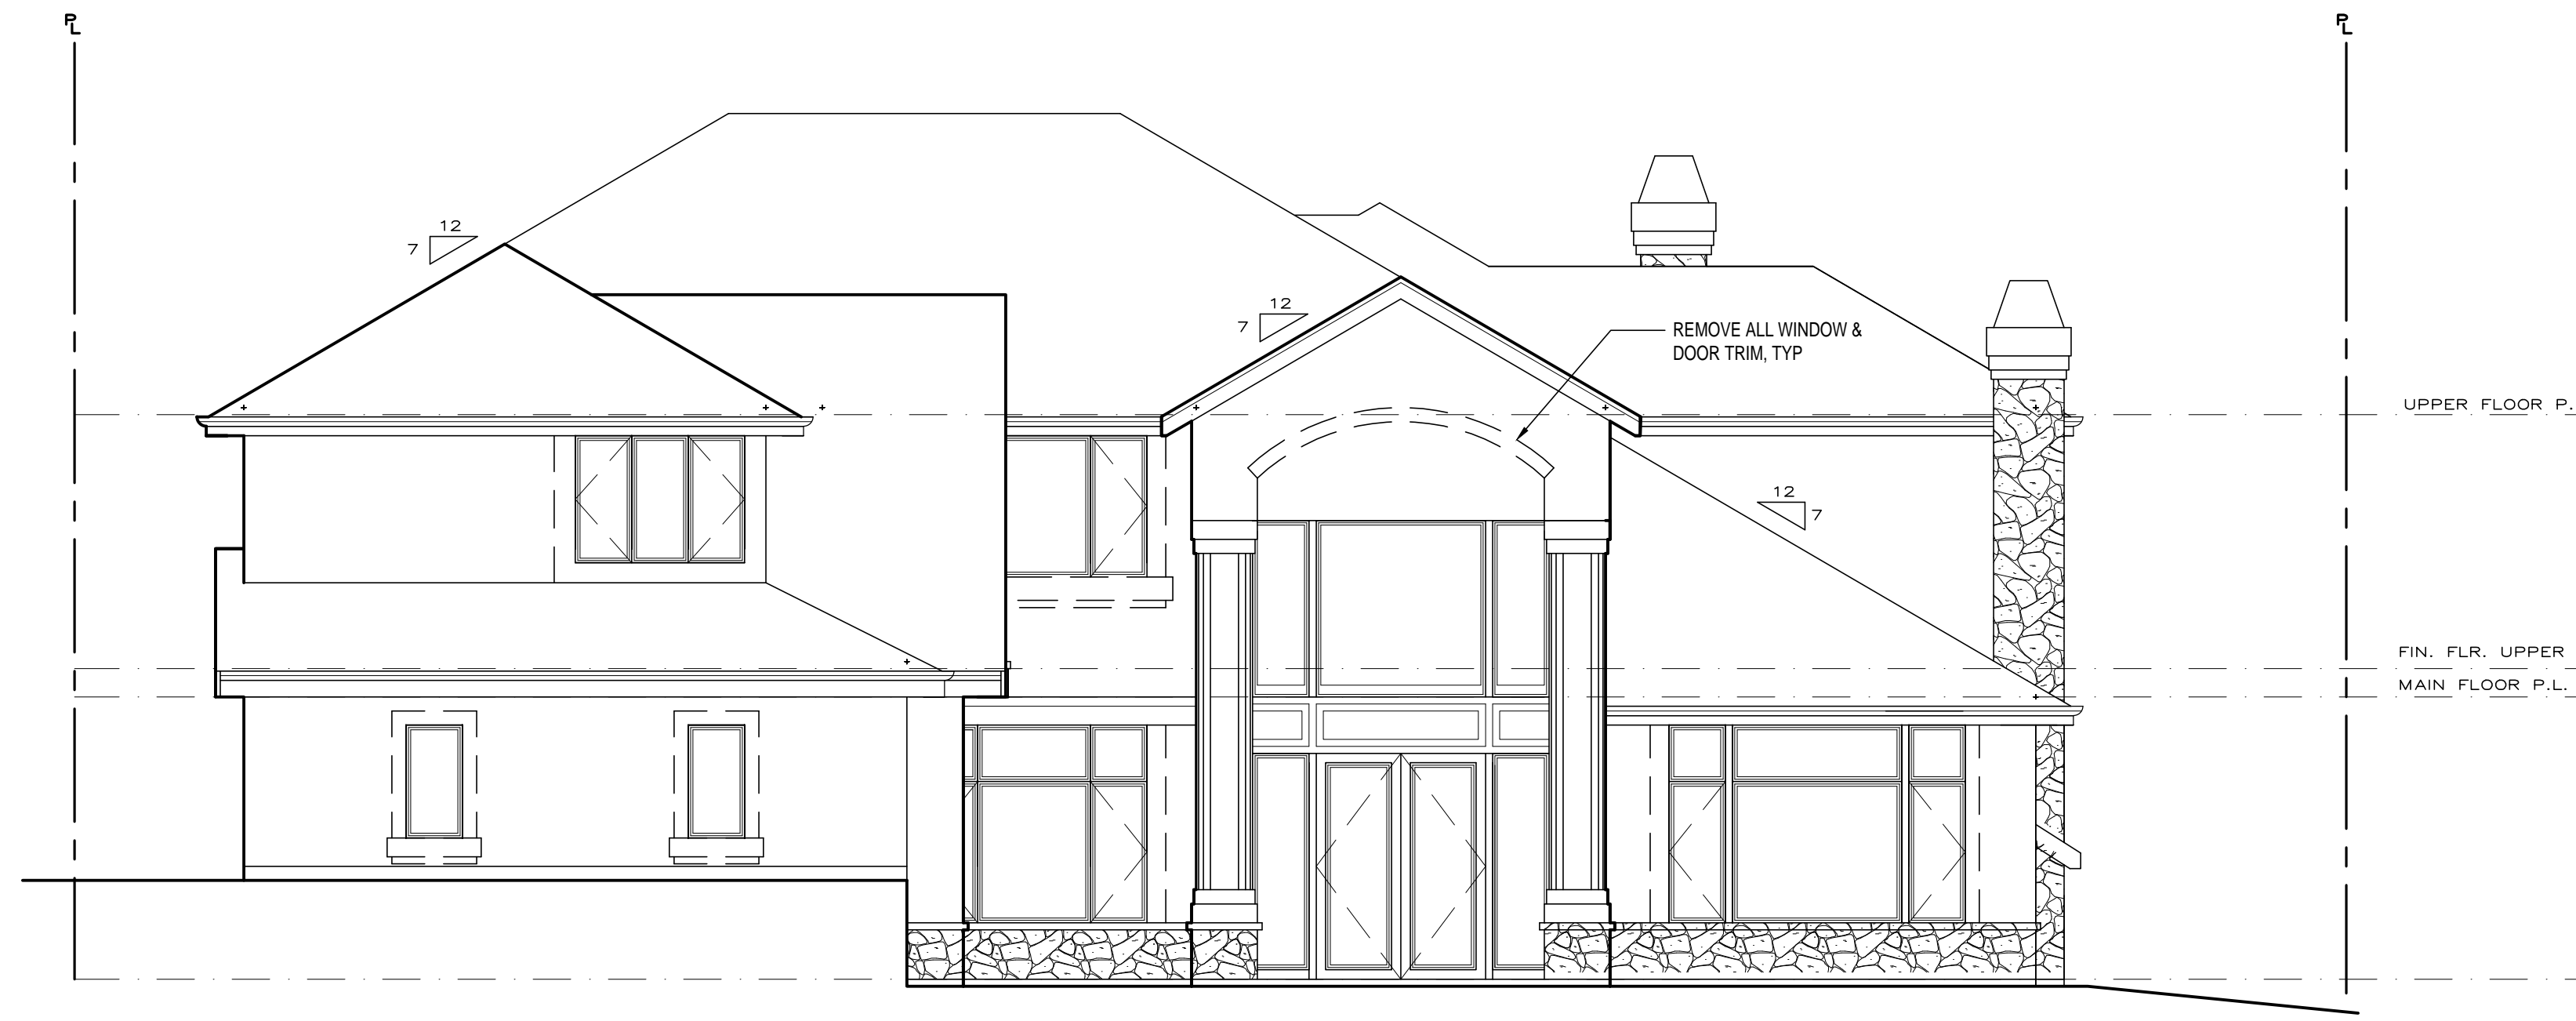 PL
PL
12
7
12
7
REMOVE ALL WINDOW &
DOOR TRIM, TYP
UPPER FLOOR P.
12
7
FIN. FLR. UPPER
MAIN FLOOR P.L.